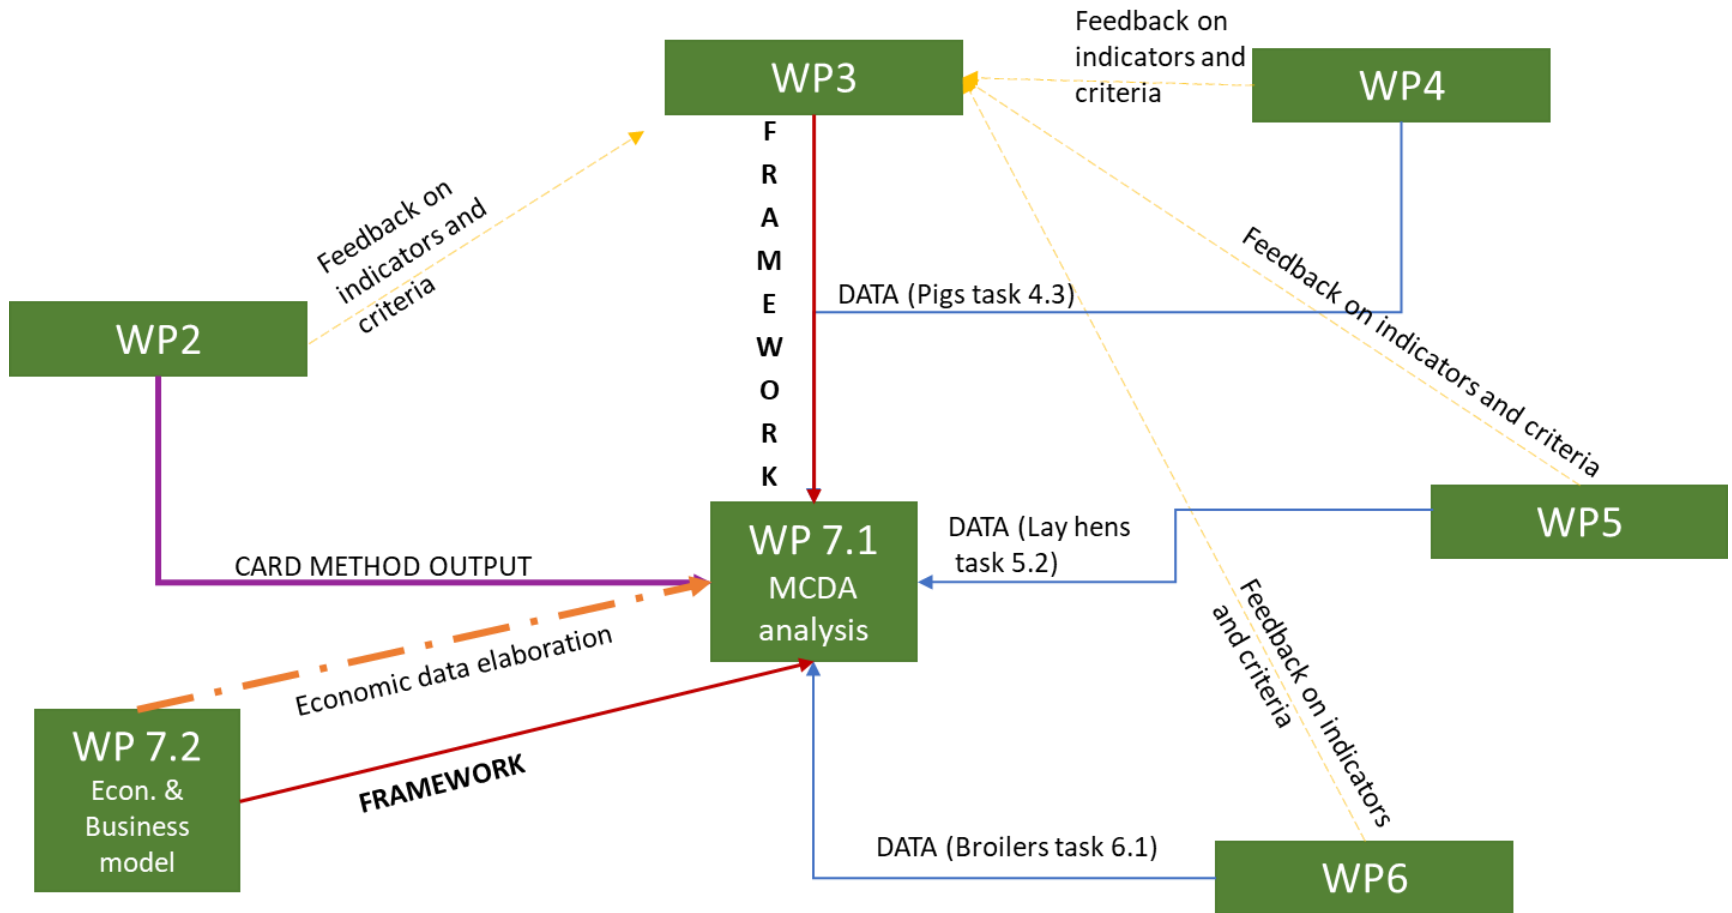 Feedback on
indicators and
criteria
WP3
WP4
F
R
A
M
E
W
O
R
K
Feedback on
indicators and
criteria
WP2
DATA (Pigs task 4.3)
Feedback on indicators and criteria
WP5
DATA (Lay hens
task 5.2)
WP 7.1
MCDA
analysis
CARD METHOD OUTPUT
Economic data elaboration
FRAMEWORK
WP 7.2
Econ. &
Business
model
Feedback on indicators
and criteria
DATA (Broilers task 6.1)
WP6